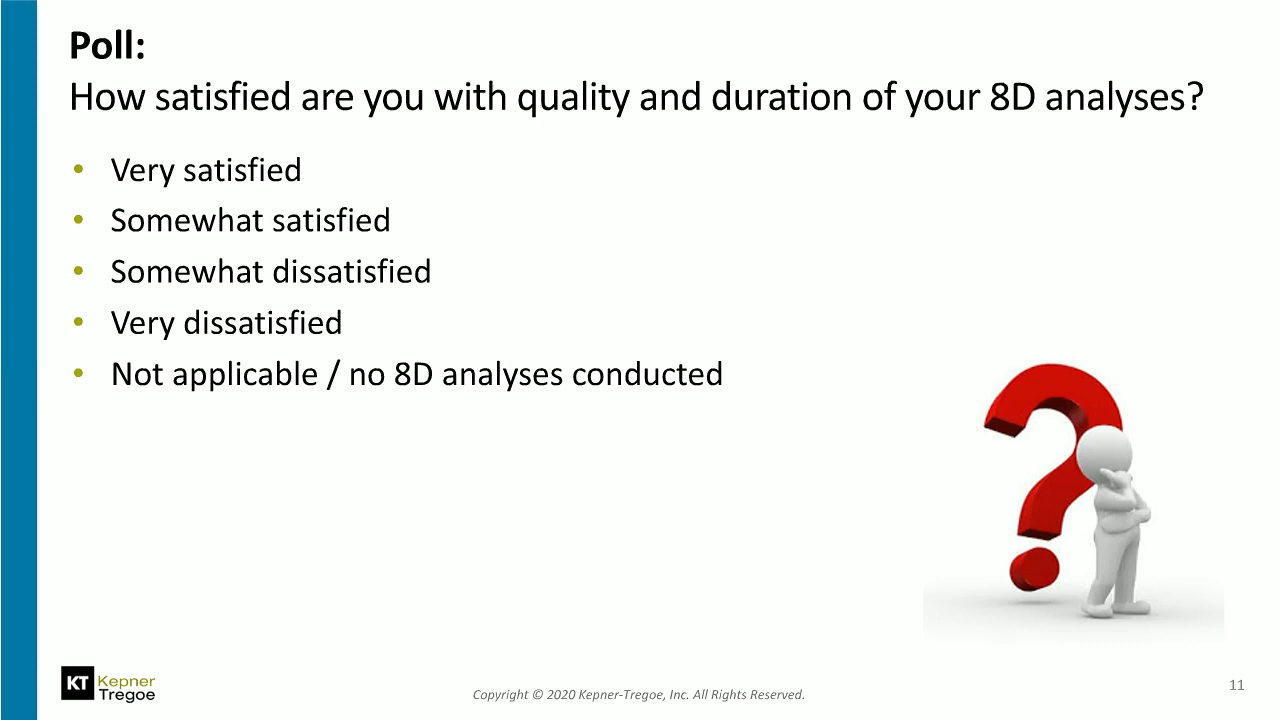 Poll:
How satisfied are you with quality and duration of your 8D analyses?
• Very satisfied
• Somewhat satisfied
• Somewhat dissatisfied
• Very dissatisfied
• Not applicable / no 8D analyses conducted
KT Kepner
Tregoe
Copyright © 2020 Kepner-Tregoe, Inc. All Rights Reserved.
11